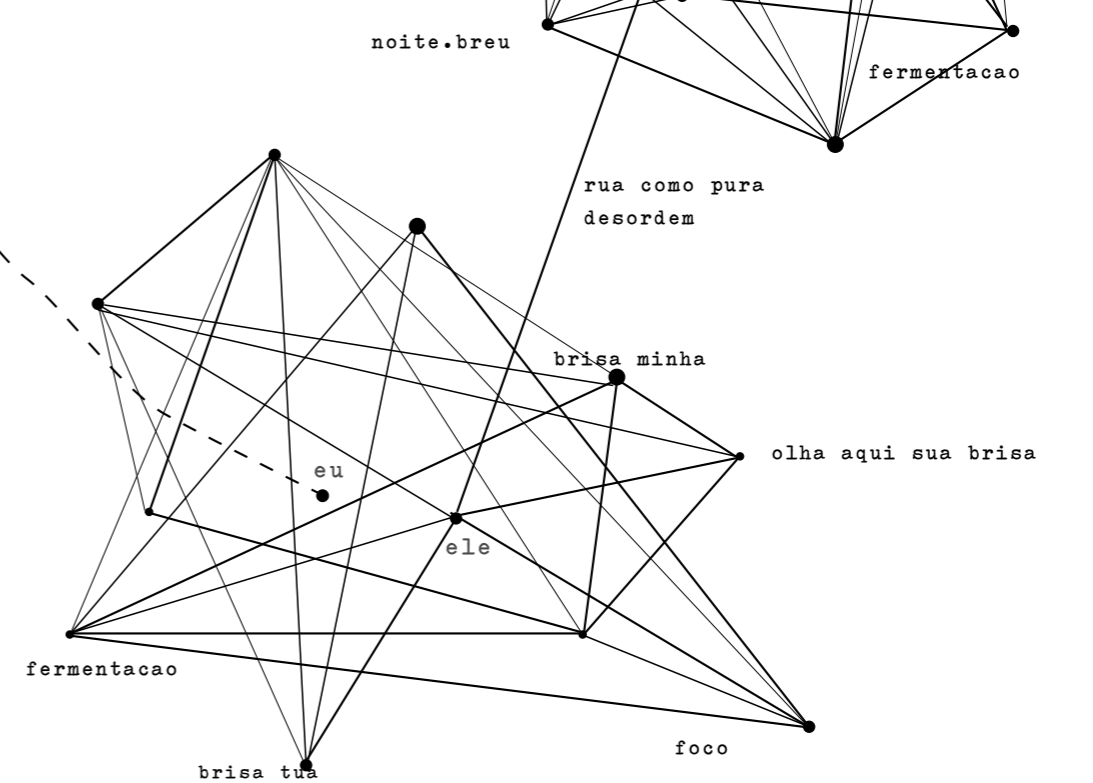 noite.breu
fermentacao
rua como pura
desordem
brisa minha
olha aqui sua brisa
eu
ele
fermentacao
foco
brisa tua